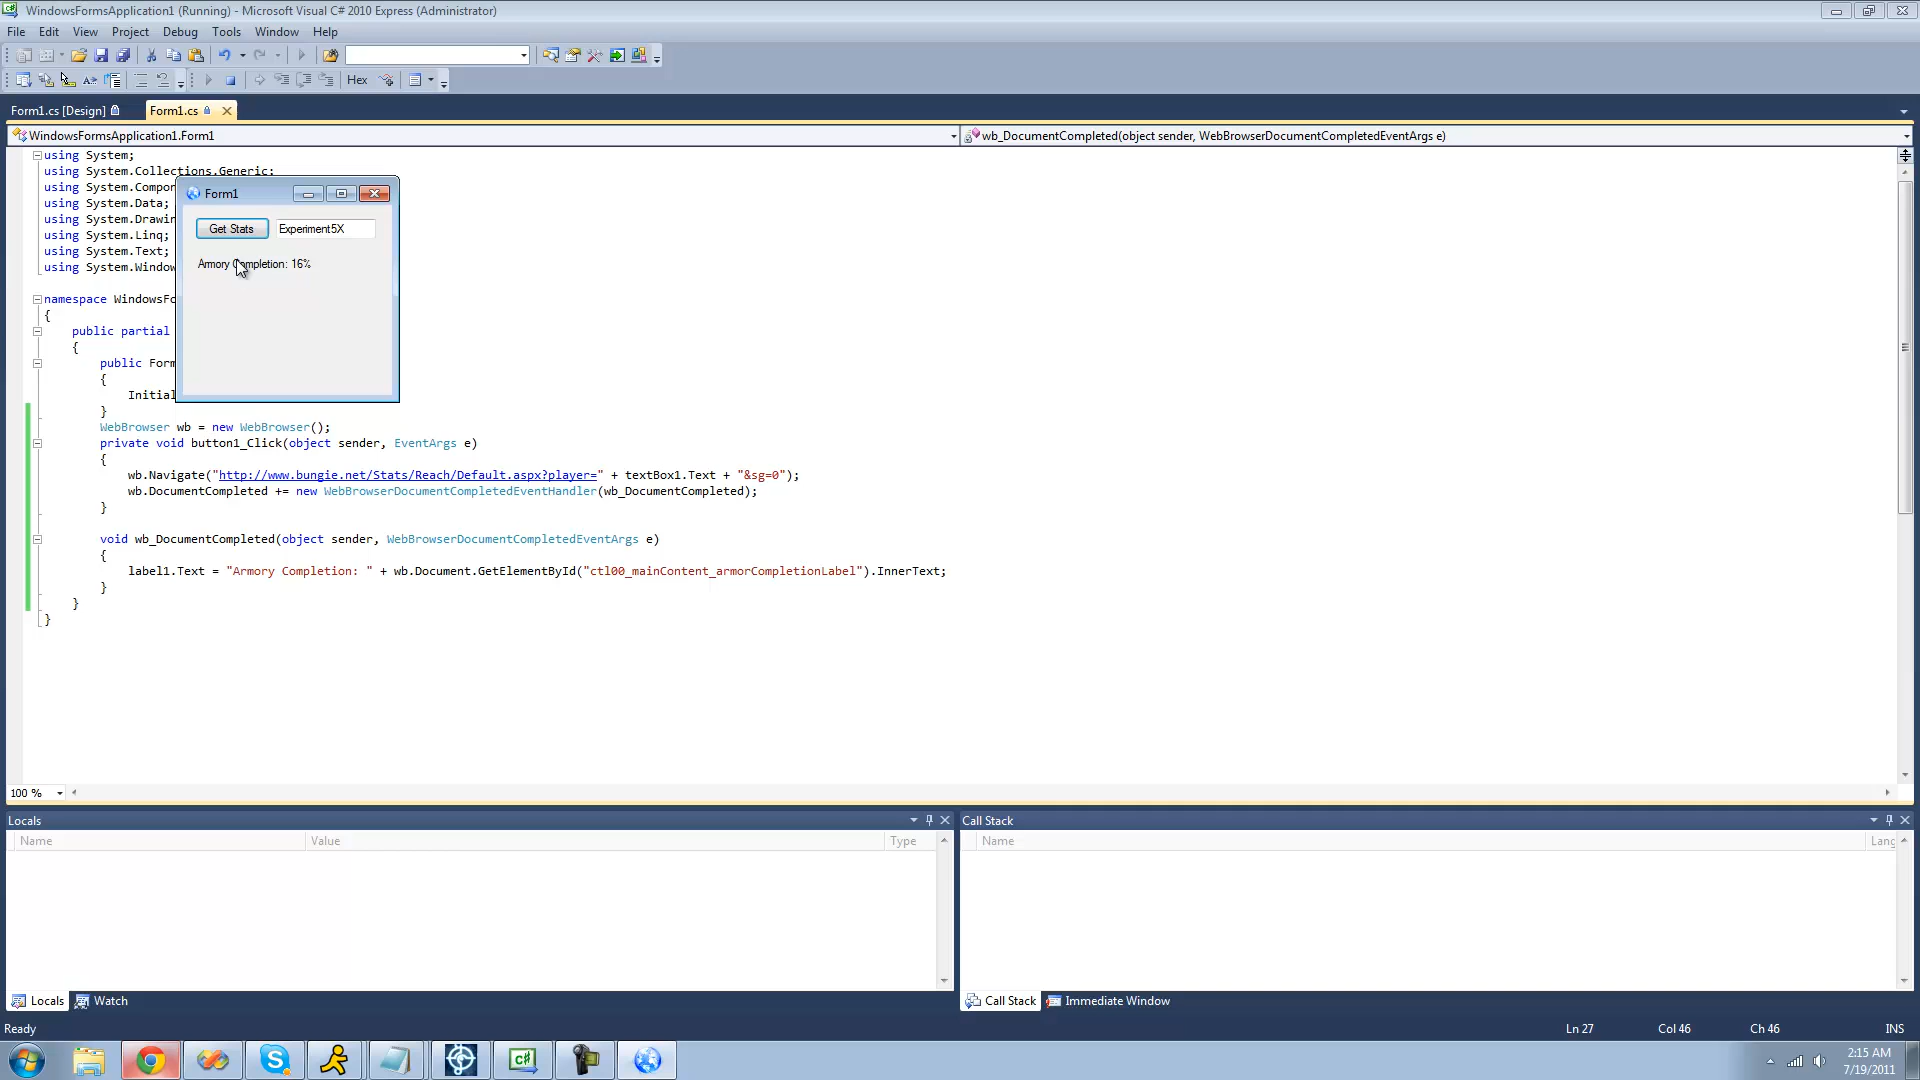 WindowsFormsApplication1 (Running) - Microsoft Visual C# 2010 Express (Administrator)
File Edit View Project Debug Tools Window Help
Hex
Form1.cs [Design] Form1.cs
WindowsFormsApplication1.Form1 wb_DocumentCompleted(object sender, WebBrowserDocumentCompletedEventArgs e)
using System;
using System.Collections.Generic;
using System.Compon
using System.Data;
using System.Drawin
using System.Linq;
using System.Text;
using System.Window
Form1
Get Stats Experiment5X
Armory Completion: 16%
namespace WindowsFo
{
public partial
{
public Form
{
Initial
}
WebBrowser wb = new WebBrowser();
private void button1_Click(object sender, EventArgs e)
{
wb.Navigate("http://www.bungie.net/Stats/Reach/Default.aspx?player=" + textBox1.Text + "&sg=0");
wb.DocumentCompleted += new WebBrowserDocumentCompletedEventHandler(wb_DocumentCompleted);
}
void wb_DocumentCompleted(object sender, WebBrowserDocumentCompletedEventArgs e)
{
label1.Text = "Armory Completion: " + wb.Document.GetElementById("ctl00_mainContent_armorCompletionLabel").InnerText;
}
}
}
100 %
Locals
Name Value Type
Call Stack
Name Lang
Locals Watch
Call Stack Immediate Window
Ready Ln 27 Col 46 Ch 46 INS
C#
2:15 AM
7/19/2011